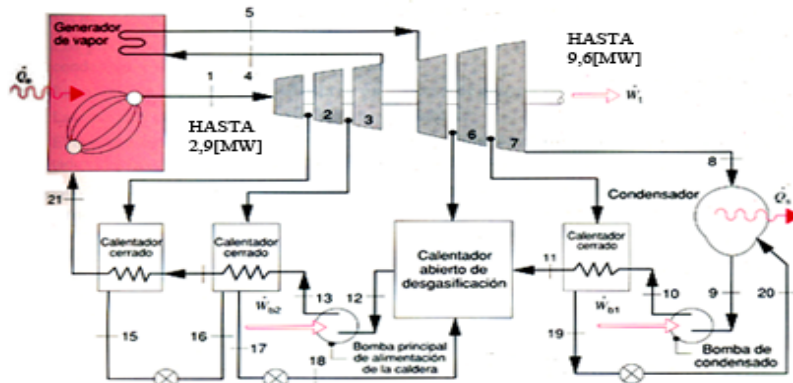 5
Generador
de vapor
HASTA
9,6[MW]
Q̇e
1
4
2
3
6
7
Ẇt
HASTA
2,9[MW]
8
Condensador
Q̇s
21
Calentador
cerrado
Calentador
cerrado
Calentador
abierto de
desgasificación
Calentador
cerrado
11
13
12
10
9
20
Ẇb2
Ẇb1
15
16
17
18
19
Bomba principal
de alimentación
de la caldera
Bomba de
condensado